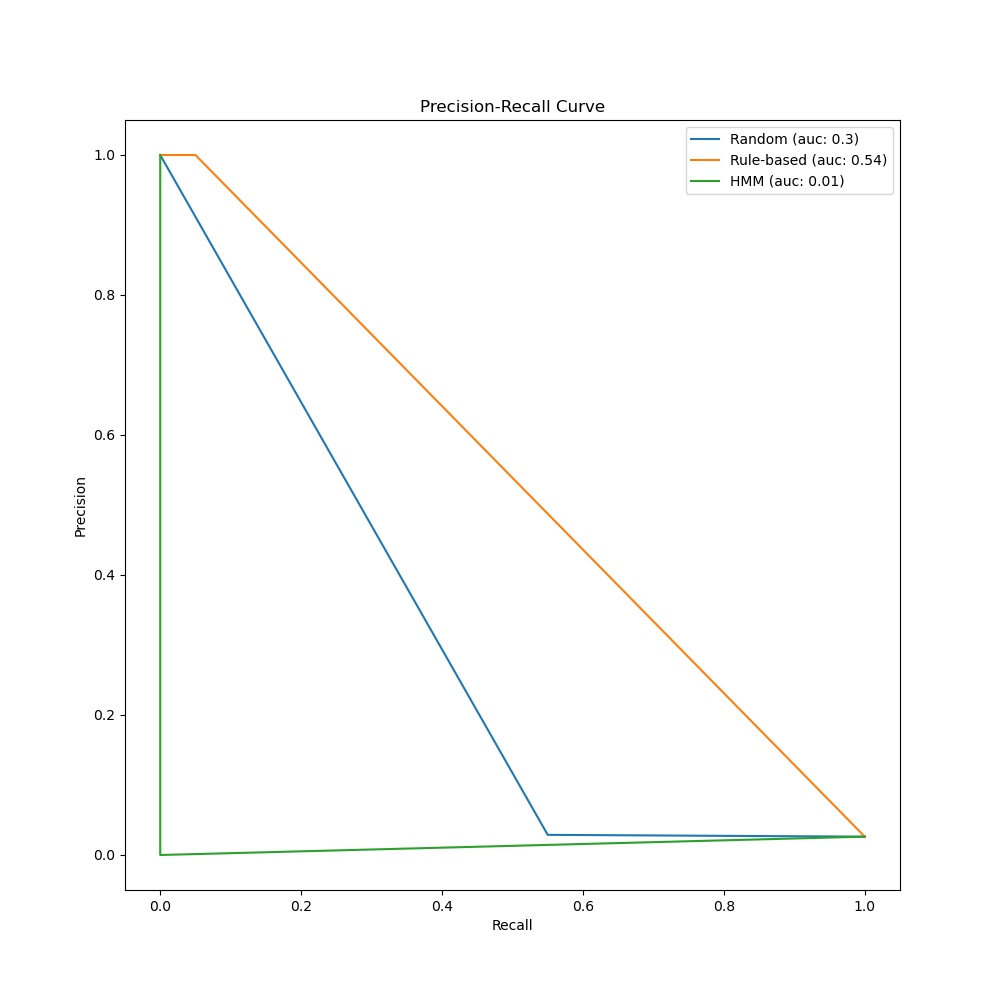 Precision-Recall Curve
Random (auc: 0.3)
Rule-based (auc: 0.54)
HMM (auc: 0.01)
1.0
0.8
0.6
0.4
0.2
0.0
Precision
0.0 0.2 0.4 0.6 0.8 1.0
Recall